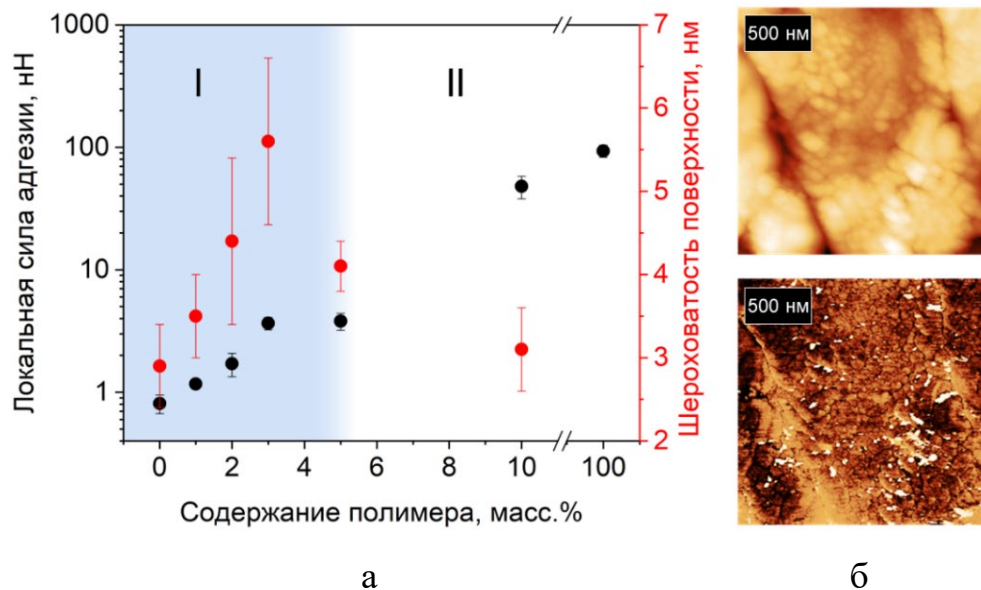 Локальная сила адгезии, нН
1000
100
10
1
I
II
7
6
5
4
3
2
Шероховатость поверхности, нм
0 2 4 6 8 10 100
Содержание полимера, масс.%
500 нм
500 нм
а
б